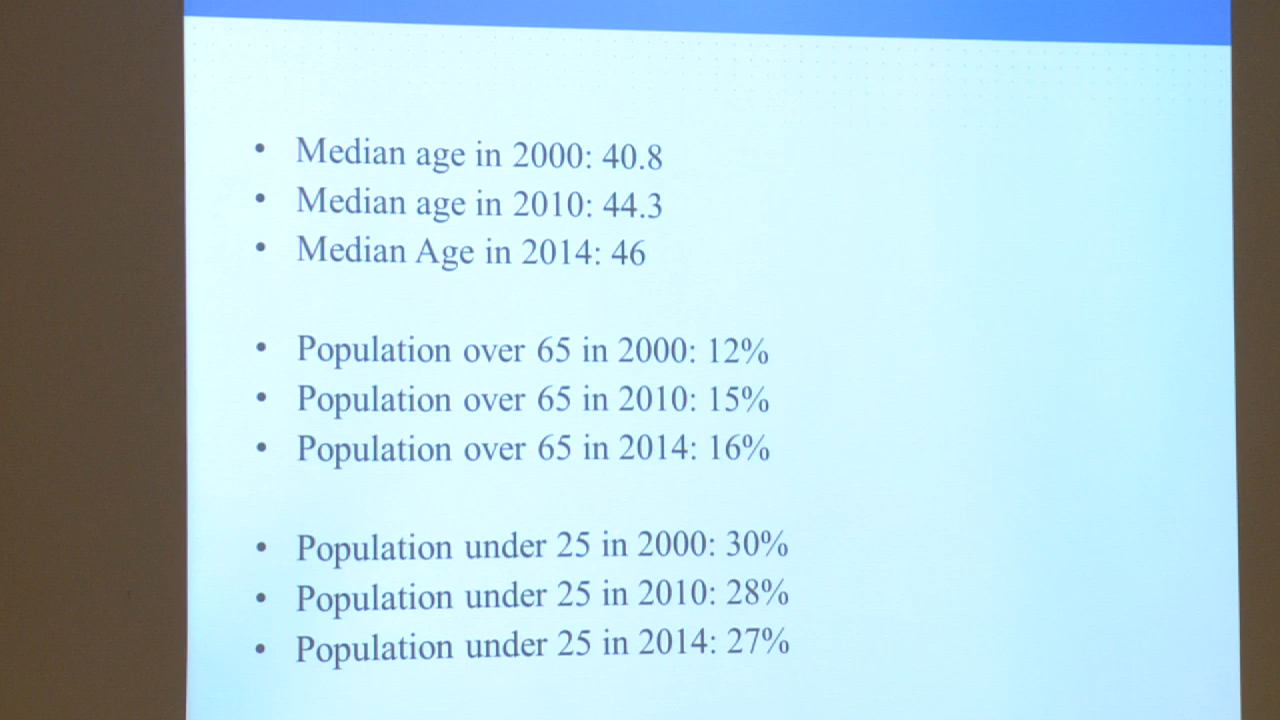 • Median age in 2000: 40.8
• Median age in 2010: 44.3
• Median Age in 2014: 46
• Population over 65 in 2000: 12%
• Population over 65 in 2010: 15%
• Population over 65 in 2014: 16%
• Population under 25 in 2000: 30%
• Population under 25 in 2010: 28%
• Population under 25 in 2014: 27%